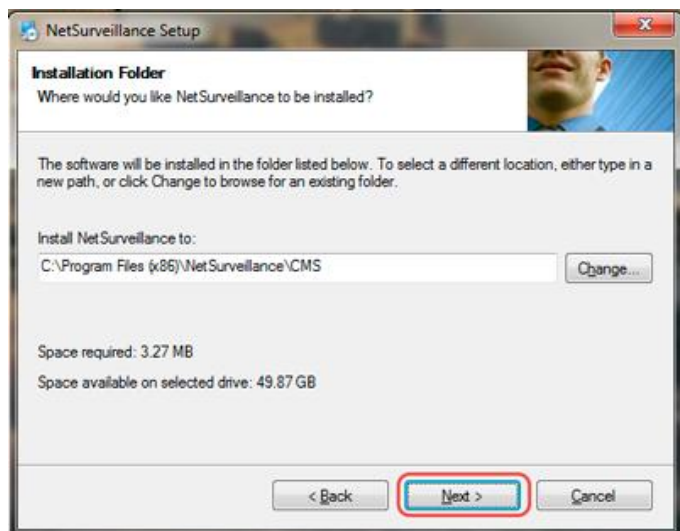 NetSurveillance Setup
Installation Folder
Where would you like NetSurveillance to be installed?
The software will be installed in the folder listed below. To select a different location, either type in a
new path, or click Change to browse for an existing folder.
Install NetSurveillance to:
C:\Program Files (x86)\NetSurveillance\CMS
Change...
Space required: 3.27 MB
Space available on selected drive: 49.87 GB
< Back
Next >
Cancel